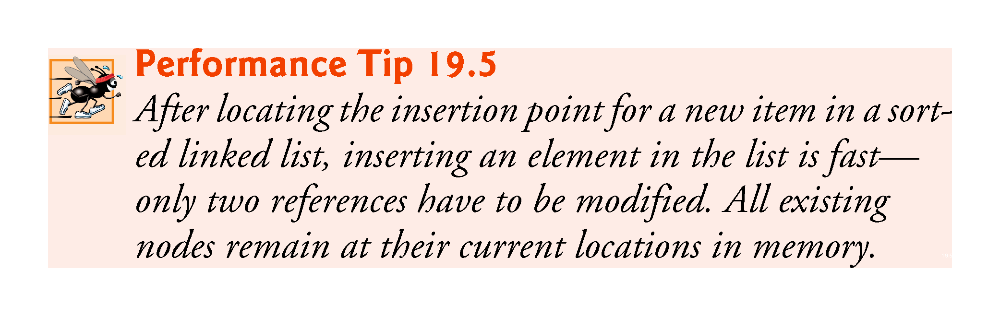 Performance Tip 19.5
After locating the insertion point for a new item in a sort-
ed linked list, inserting an element in the list is fast—
only two references have to be modified. All existing
nodes remain at their current locations in memory.